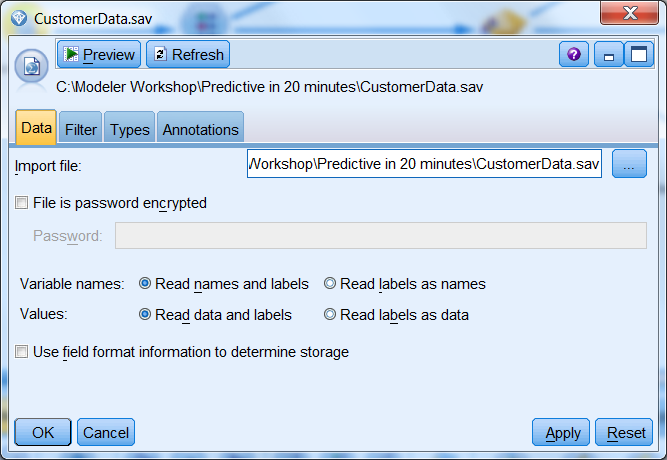 CustomerData.sav
Preview Refresh ?
C:\Modeler Workshop\Predictive in 20 minutes\CustomerData.sav
Data Filter Types Annotations
Import file: Workshop\Predictive in 20 minutes\CustomerData.sav ...
File is password encrypted
Password:
Variable names: Read names and labels Read labels as names
Values: Read data and labels Read labels as data
Use field format information to determine storage
OK Cancel Apply Reset